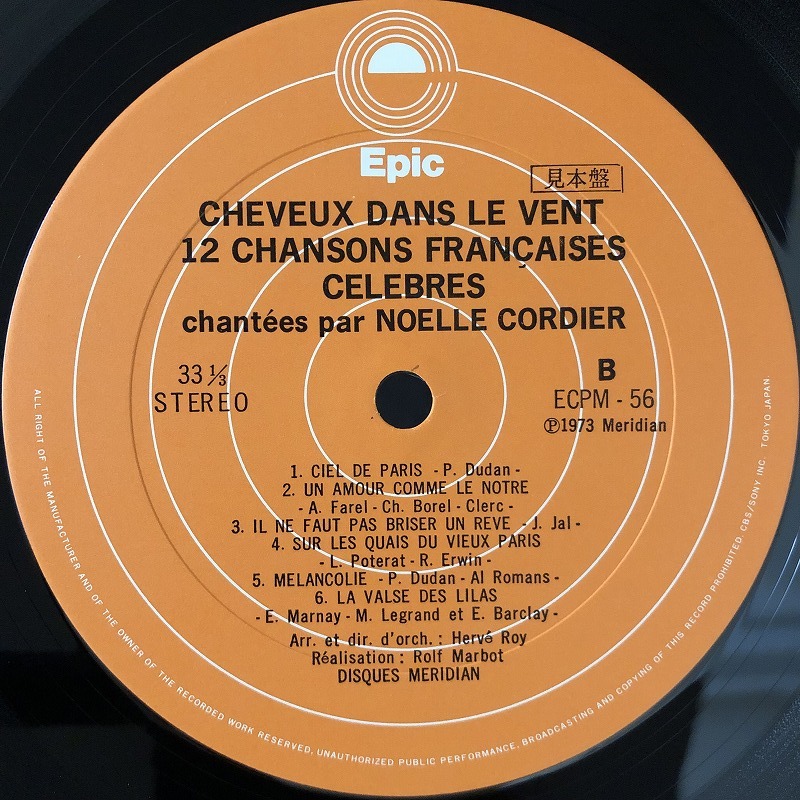 Epic
見本盤
CHEVEUX DANS LE VENT
12 CHANSONS FRANÇAISES
CELEBRES
chantées par NOELLE CORDIER
33 ⅓
STEREO
B
ECPM - 56
Ⓟ1973 Meridian
1. CIEL DE PARIS - P. Dudan -
2. UN AMOUR COMME LE NOTRE
- A. Farel - Ch. Borel - Clerc -
3. IL NE FAUT PAS BRISER UN REVE - J. Jal -
4. SUR LES QUAIS DU VIEUX PARIS
- L. Poterat - R. Erwin -
5. MELANCOLIE - P. Dudan - Al Romans -
6. LA VALSE DES LILAS
- E. Marnay - M. Legrand et E. Barclay -
Arr. et dir. d'orch. : Hervé Roy
Réalisation : Rolf Marbot
DISQUES MERIDIAN
ALL RIGHT OF THE MANUFACTURER AND OF THE OWNER OF THE RECORDED WORK RESERVED, UNAUTHORIZED PUBLIC PERFORMANCE, BROADCASTING AND COPYING OF THIS RECORD PROHIBITED CBS/SONY INC. TOKYO JAPAN.